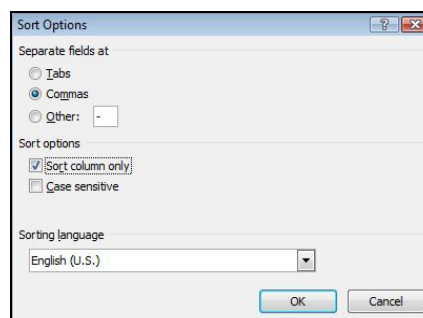 Sort Options
Separate fields at
Tabs
Commas
Other: -
Sort options
Sort column only
Case sensitive
Sorting language
English (U.S.)
OK Cancel